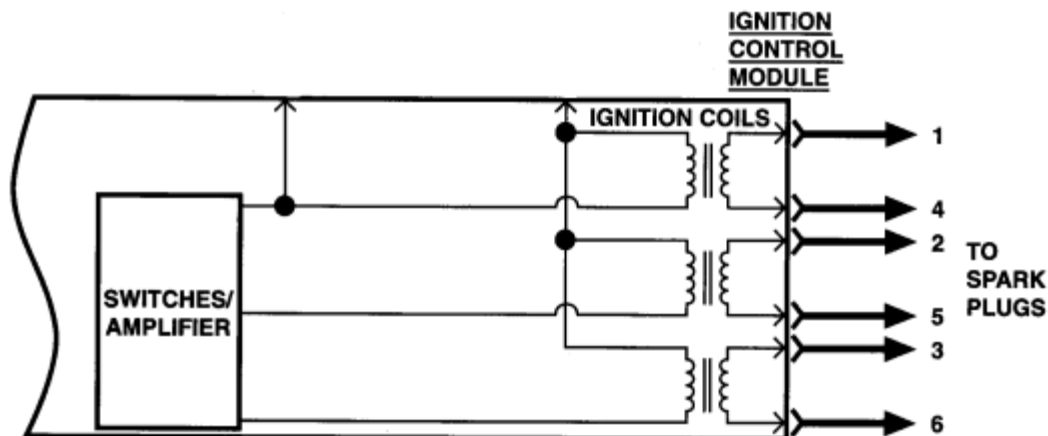 IGNITION
CONTROL
MODULE
IGNITION COILS
1
4
2
TO
SPARK
PLUGS
SWITCHES/
AMPLIFIER
5
3
6